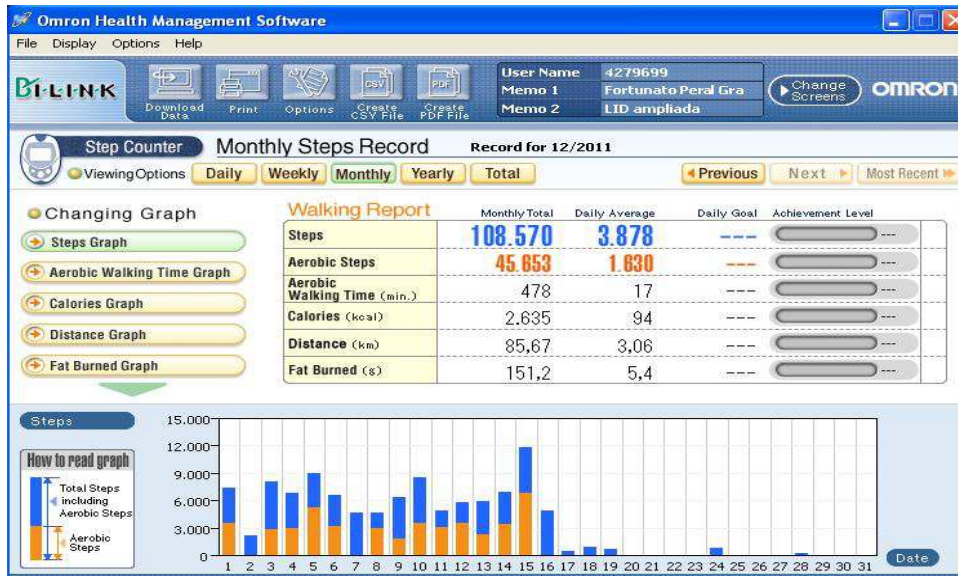 Omron Health Management Software
File Display Options Help
Bi-LINK
Download Data
Print
Options
CSV
Create CSV File
PDF
Create PDF File
User Name 4279699
Memo 1 Fortunato Peral Gra
Memo 2 LID ampliada
Change Screens
OMRON
Step Counter Monthly Steps Record Record for 12/2011
Viewing Options Daily Weekly Monthly Yearly Total Previous Next Most Recent
Changing Graph
Steps Graph
Aerobic Walking Time Graph
Calories Graph
Distance Graph
Fat Burned Graph
Walking Report Monthly Total Daily Average Daily Goal Achievement Level
Steps 108.570 3.878 --- ---
Aerobic Steps 45.653 1.630 --- ---
Aerobic Walking Time (min.) 478 17 --- ---
Calories (kcal) 2.635 94 --- ---
Distance (km) 85,67 3,06 --- ---
Fat Burned (g) 151,2 5,4 --- ---
Steps
How to read graph
Total Steps
including
Aerobic Steps
Aerobic
Steps
15.000
12.000
9.000
6.000
3.000
0
1 2 3 4 5 6 7 8 9 10 11 12 13 14 15 16 17 18 19 20 21 22 23 24 25 26 27 28 29 30 31
Date